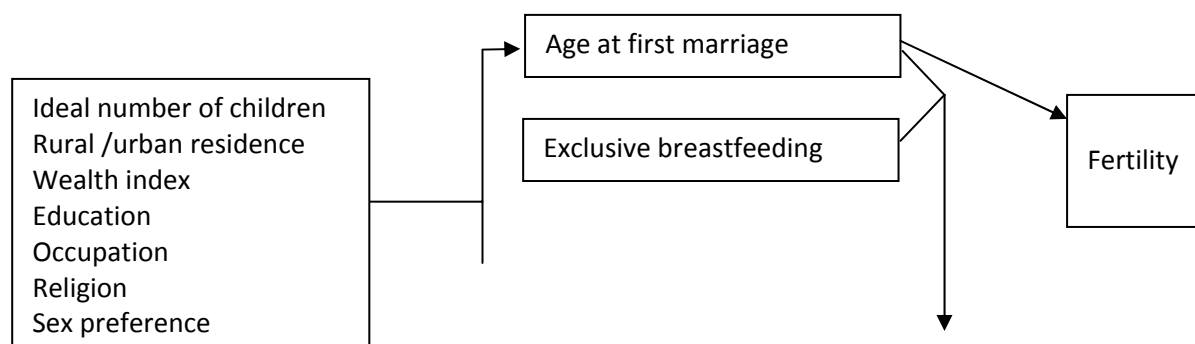 Age at first marriage
Ideal number of children
Rural /urban residence
Exclusive breastfeeding
Fertility
Wealth index
Education
Occupation
Religion
Sex preference